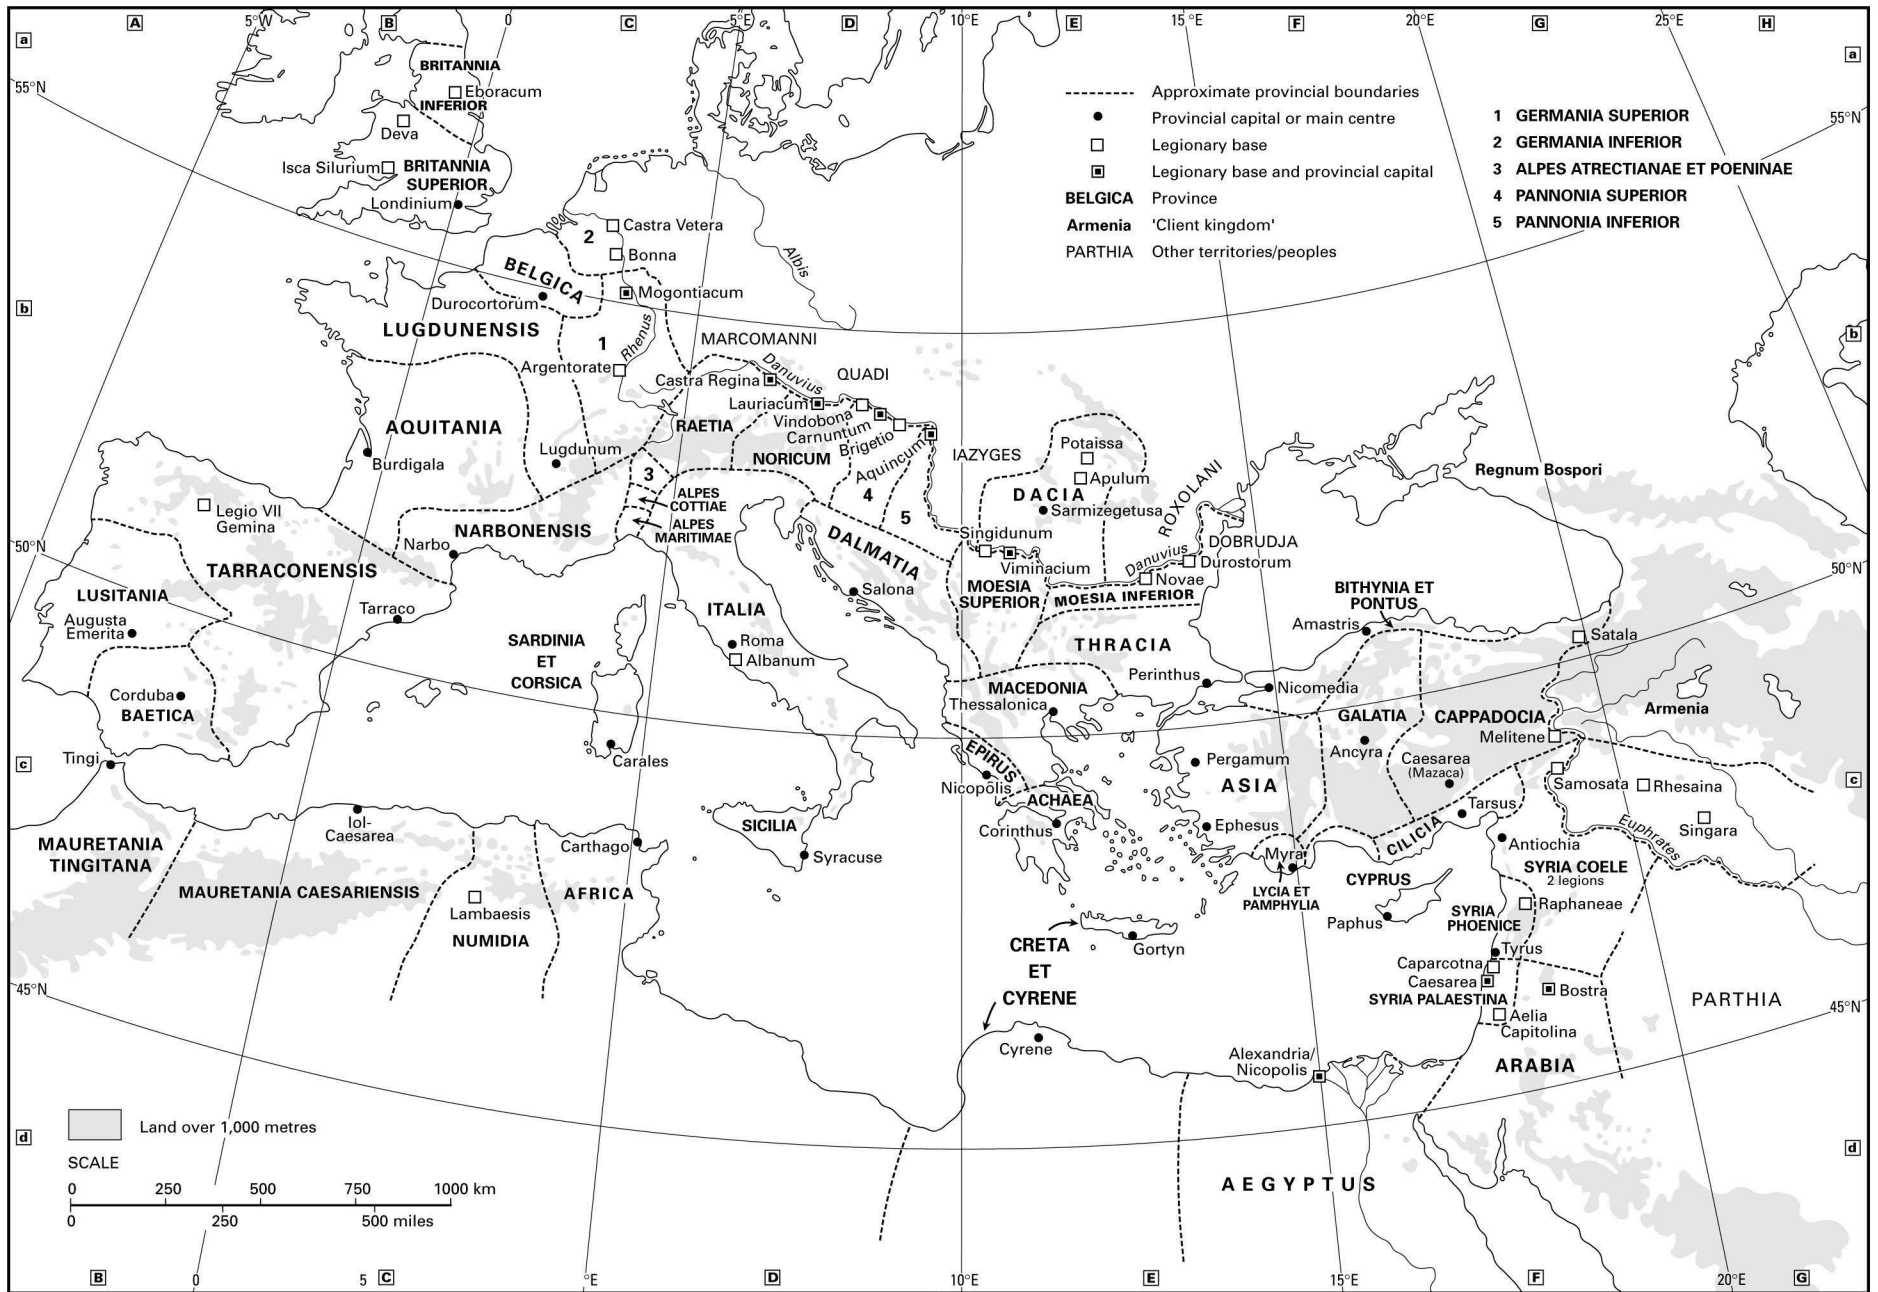 A
5°W
B
0
C
5°E
D
10°E
E
15°E
F
20°E
G
25°E
H
a
a
55°N
55°N
BRITANNIA
INFERIOR
Eboracum
Deva
Isca Silurium
BRITANNIA
SUPERIOR
Londinium
Approximate provincial boundaries
Provincial capital or main centre
Legionary base
Legionary base and provincial capital
BELGICA Province
Armenia 'Client kingdom'
PARTHIA Other territories/peoples
1 GERMANIA SUPERIOR
2 GERMANIA INFERIOR
3 ALPES ATRECTIANAE ET POENINAE
4 PANNONIA SUPERIOR
5 PANNONIA INFERIOR
2
Castra Vetera
Bonna
Albis
BELGICA
Mogontiacum
Durocortorum
b
b
LUGDUNENSIS
1
Rhenus
MARCOMANNI
Argentorate
Castra Regina
Danuvius
QUADI
Lauriacum
Vindobona
Carnuntum
Brigetio
Aquincum
AQUITANIA
RAETIA
NORICUM
IAZYGES
Potaissa
Apulum
DACIA
Sarmizegetusa
ROXOLANI
Regnum Bospori
Lugdunum
Burdigala
3
4
5
ALPES
COTTIAE
ALPES
MARITIMAE
Legio VII
Gemina
NARBONENSIS
Narbo
DALMATIA
Singidunum
Viminacium
Danuvius
DOBRUDJA
Durostorum
Novae
50°N
50°N
TARRACONENSIS
LUSITANIA
Augusta
Emerita
Tarraco
Salona
MOESIA
SUPERIOR
MOESIA INFERIOR
BITHYNIA ET
PONTUS
Amastris
Satala
ITALIA
Roma
Albanum
SARDINIA
ET
CORSICA
THRACIA
Perinthus
Nicomedia
Corduba
BAETICA
MACEDONIA
Thessalonica
GALATIA
Ancyra
CAPPADOCIA
Melitene
Armenia
c
c
Tingi
Carales
EPIRUS
Nicopolis
Pergamum
ASIA
Caesarea
(Mazaca)
Samosata
Rhesaina
Singara
Tarsus
Iol-
Caesarea
SICILIA
Syracuse
ACHAEA
Corinthus
Ephesus
CILICIA
Antiochia
Euphrates
MAURETANIA
TINGITANA
Carthago
Myra
SYRIA COELE
2 legions
MAURETANIA CAESARIENSIS
AFRICA
LYCIA ET
PAMPHYLIA
CYPRUS
Paphus
Raphaneae
SYRIA
PHOENICE
Lambaesis
NUMIDIA
Gortyn
CRETA
ET
CYRENE
Tyrus
Caparcotna
Caesarea
SYRIA PALAESTINA
Bostra
PARTHIA
45°N
45°N
Aelia
Capitolina
Cyrene
Alexandria/
Nicopolis
ARABIA
Land over 1,000 metres
d
d
SCALE
0 250 500 750 1000 km
0 250 500 miles
AEGYPTUS
B
0
5
C
°E
D
10°E
E
15°E
F
20°E
G